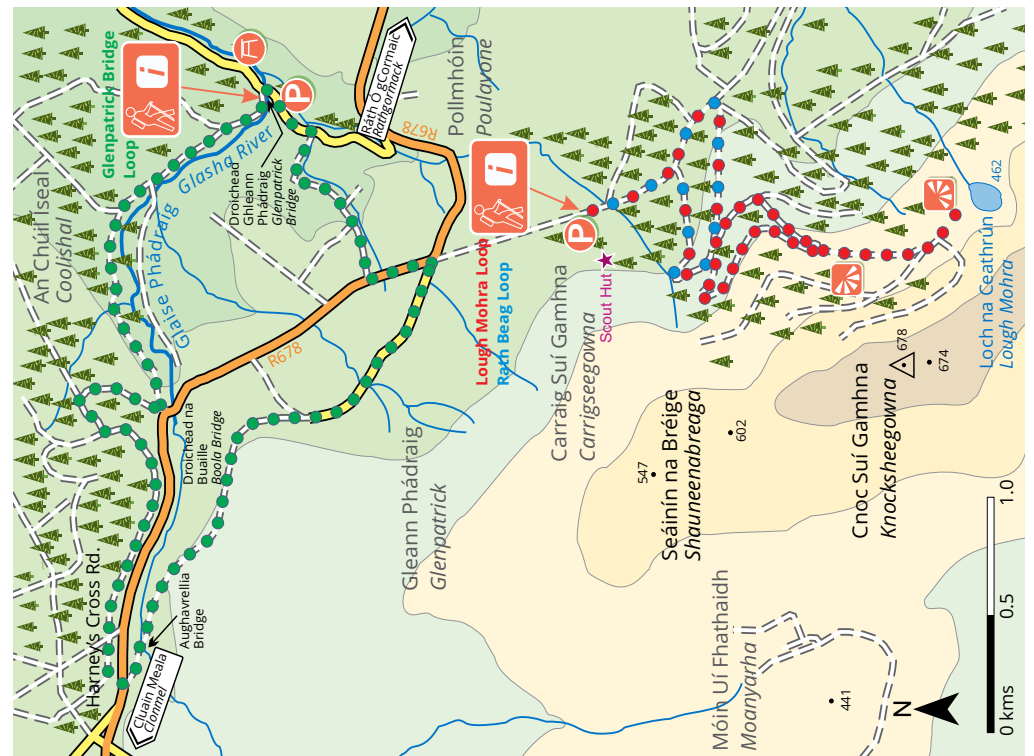 Glenpatrick Bridge
Loop
i
P
Glasha River
Glaise Phádraig
An Chúil Íseal
Coolishal
Droichead
Ghleann
Phádraig
Glenpatrick
Bridge
Ráth Ó gCormaic
Rathgormack
R678
Pollmhóin
Poulavone
R678
Harney's Cross Rd.
Droichead na
Buaille
Boola Bridge
Aughavrellia
Bridge
Cluain Meala
Clonmel
Gleann Phádraig
Glenpatrick
Lough Mohra Loop
Rath Beag Loop
i
P
Scout Hut
Carraig Suí Gamhna
Carrigseegowna
547
602
Seáinín na Bréige
Shauneenabreaga
Cnoc Suí Gamhna
Knocksheegowna
678
674
462
Loch na Ceathrún
Lough Mohra
Móin Uí Fhathaidh
Moanyarha
441
N
0 kms
0.5
1.0